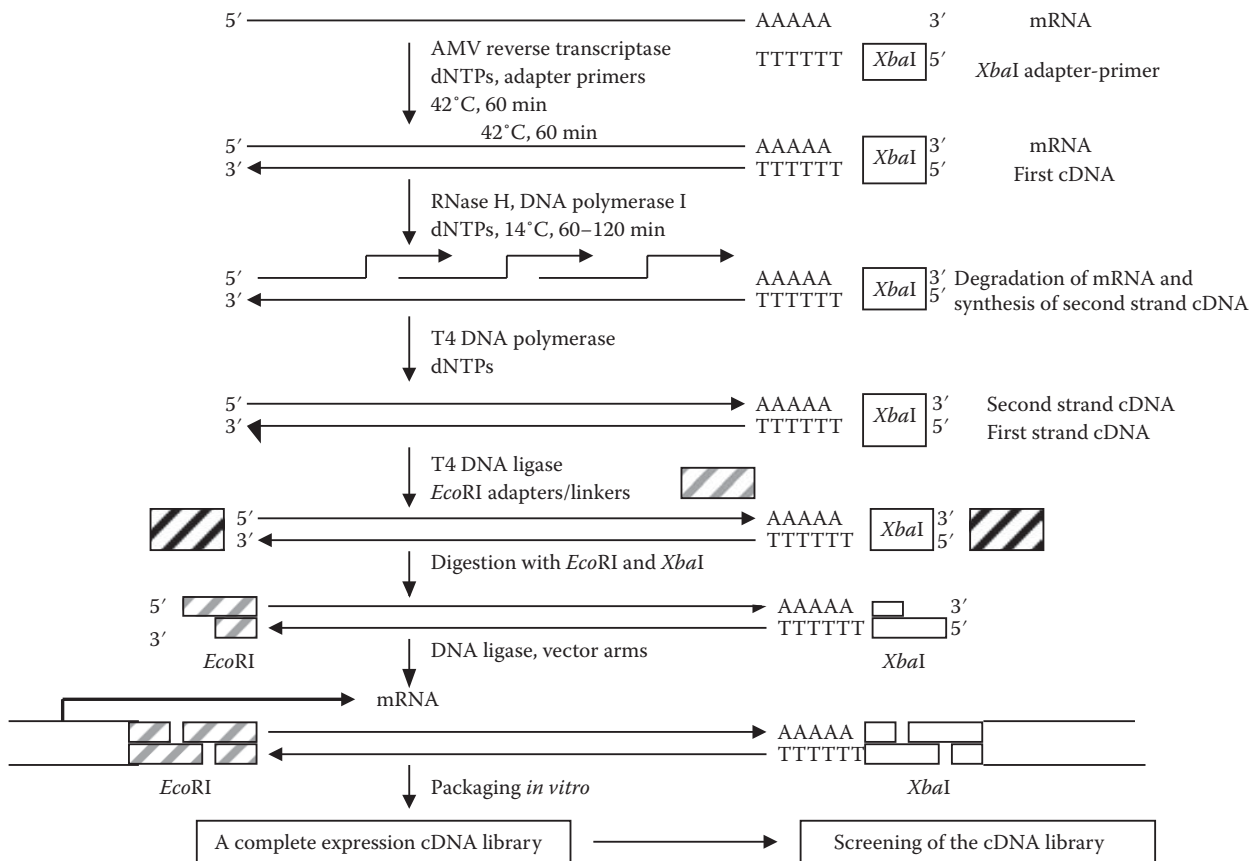 5′ AAAAA 3′ mRNA
AMV reverse transcriptase
dNTPs, adapter primers
42˚C, 60 min
TTTTTT XbaI 5′ XbaI adapter-primer
42˚C, 60 min
5′ AAAAA XbaI 3′ mRNA
3′ TTTTTT 5′ First cDNA
RNase H, DNA polymerase I
dNTPs, 14˚C, 60–120 min
5′ AAAAA XbaI 3′ Degradation of mRNA and
3′ TTTTTT 5′ synthesis of second strand cDNA
T4 DNA polymerase
dNTPs
5′ AAAAA XbaI 3′ Second strand cDNA
3′ TTTTTT 5′ First strand cDNA
T4 DNA ligase
EcoRI adapters/linkers
5′ AAAAA XbaI 3′
3′ TTTTTT 5′
Digestion with EcoRI and XbaI
5′ AAAAA 3′
3′ TTTTTT 5′
EcoRI DNA ligase, vector arms XbaI
mRNA
AAAAA
TTTTTT
EcoRI Packaging in vitro XbaI
A complete expression cDNA library
Screening of the cDNA library